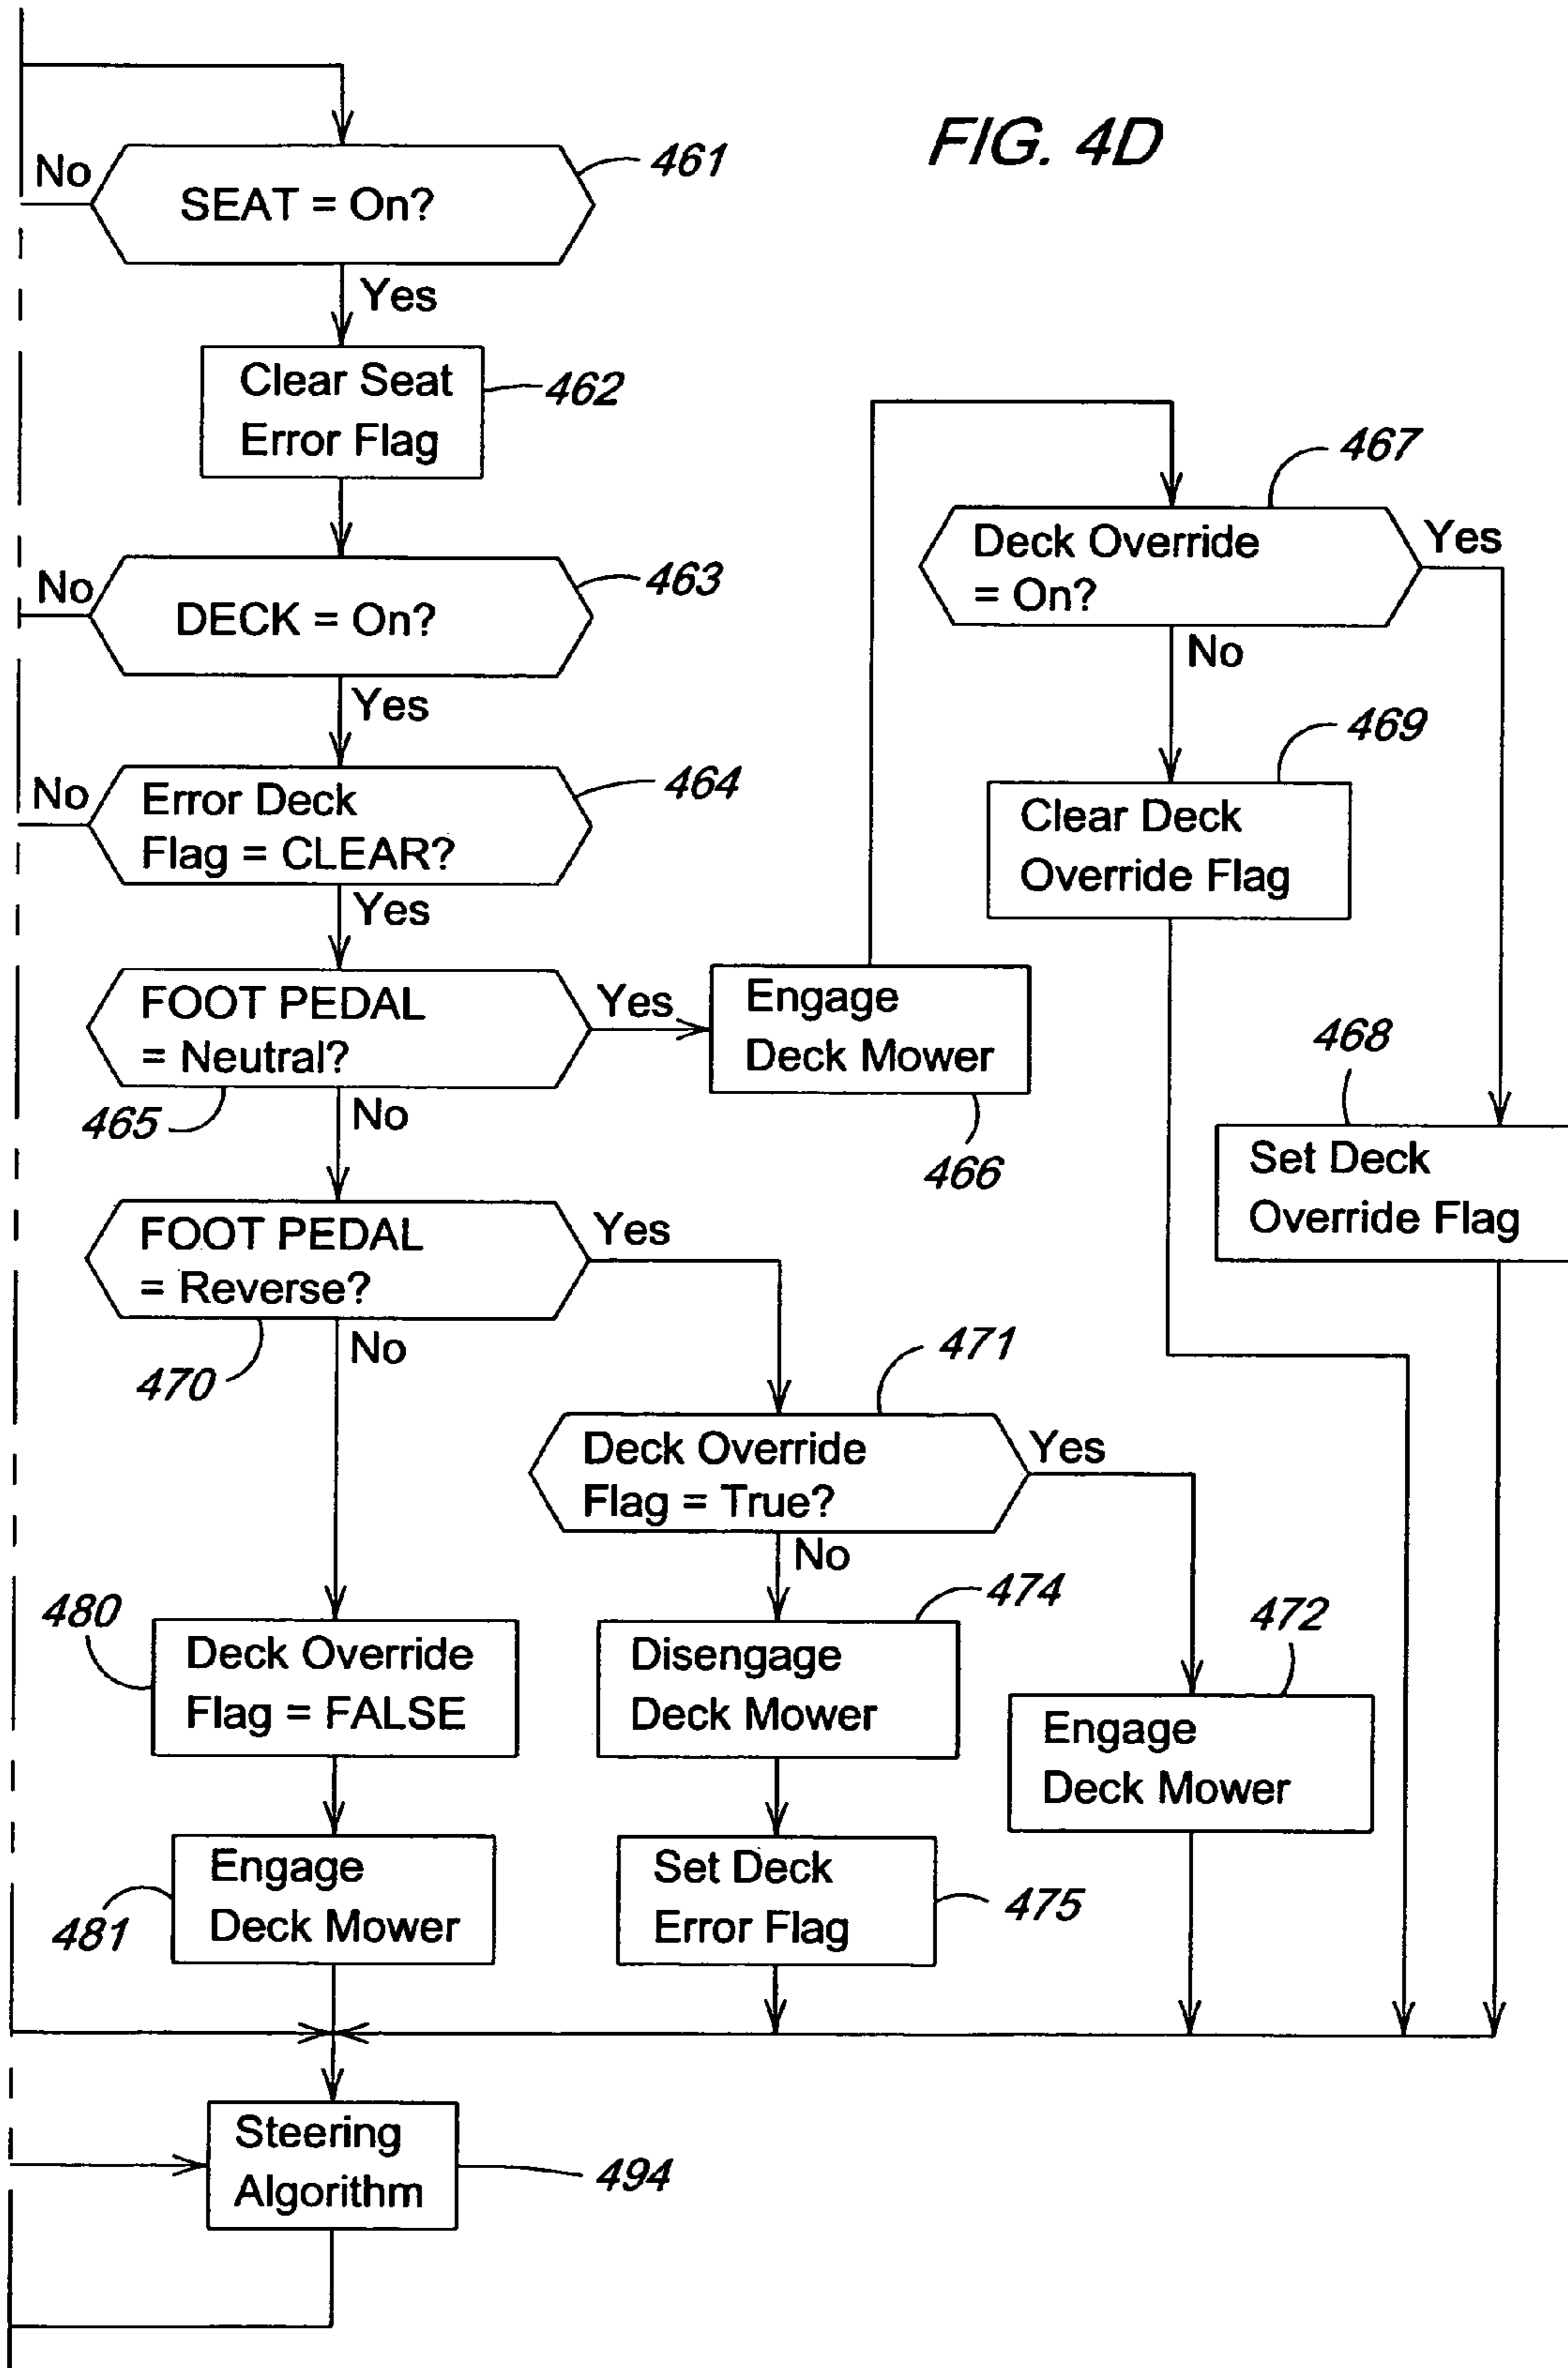 FIG. 4D
No
461
SEAT = On?
Yes
Clear Seat
Error Flag
462
467
Deck Override
= On?
Yes
No
463
DECK = On?
Yes
No
469
Clear Deck
Override Flag
No
464
Error Deck
Flag = CLEAR?
Yes
FOOT PEDAL
= Neutral?
Yes
465
No
Engage
Deck Mower
466
468
Set Deck
Override Flag
FOOT PEDAL
= Reverse?
Yes
470
No
471
Deck Override
Flag = True?
Yes
No
480
Deck Override
Flag = FALSE
474
Disengage
Deck Mower
472
Engage
Deck Mower
Engage
Deck Mower
481
Set Deck
Error Flag
475
Steering
Algorithm
494